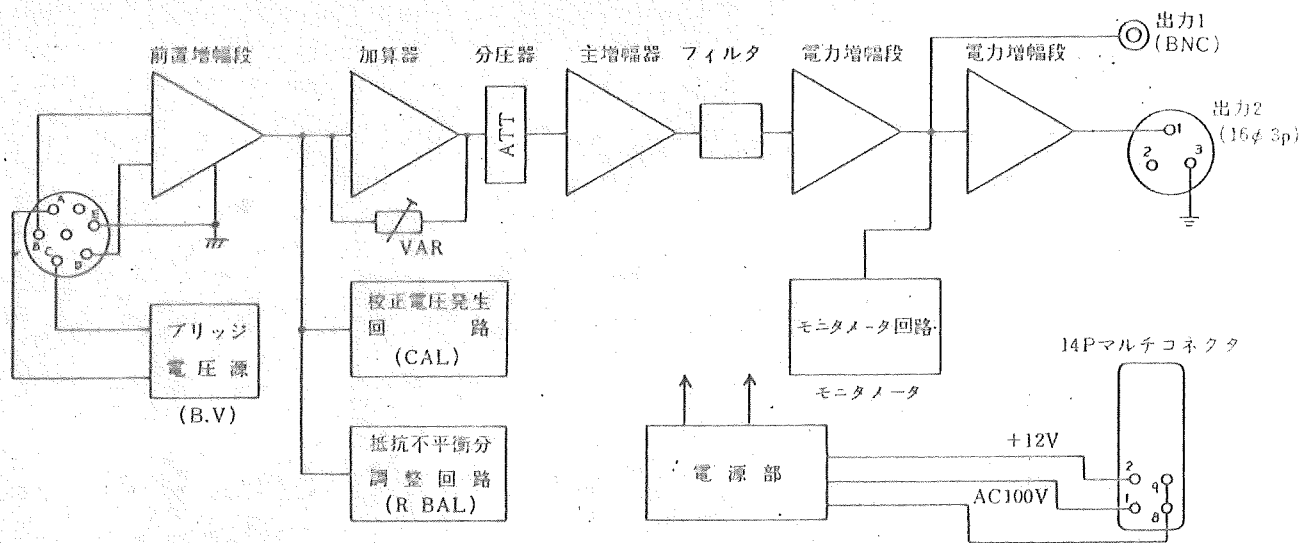 前置増幅段
加算器
分圧器
主増幅器
フィルタ
電力増幅段
電力増幅段
出力1
(BNC)
出力2
(16φ 3p)
ATT
1
2
3
A
E
B
C
D
VAR
ブリッジ
電圧源
(B.V)
校正電圧発生
回路
(CAL)
抵抗不平衡分
調整回路
(R BAL)
モニタメータ回路
モニタメータ
電源部
+12V
AC100V
14Pマルチコネクタ
2
9
1
8